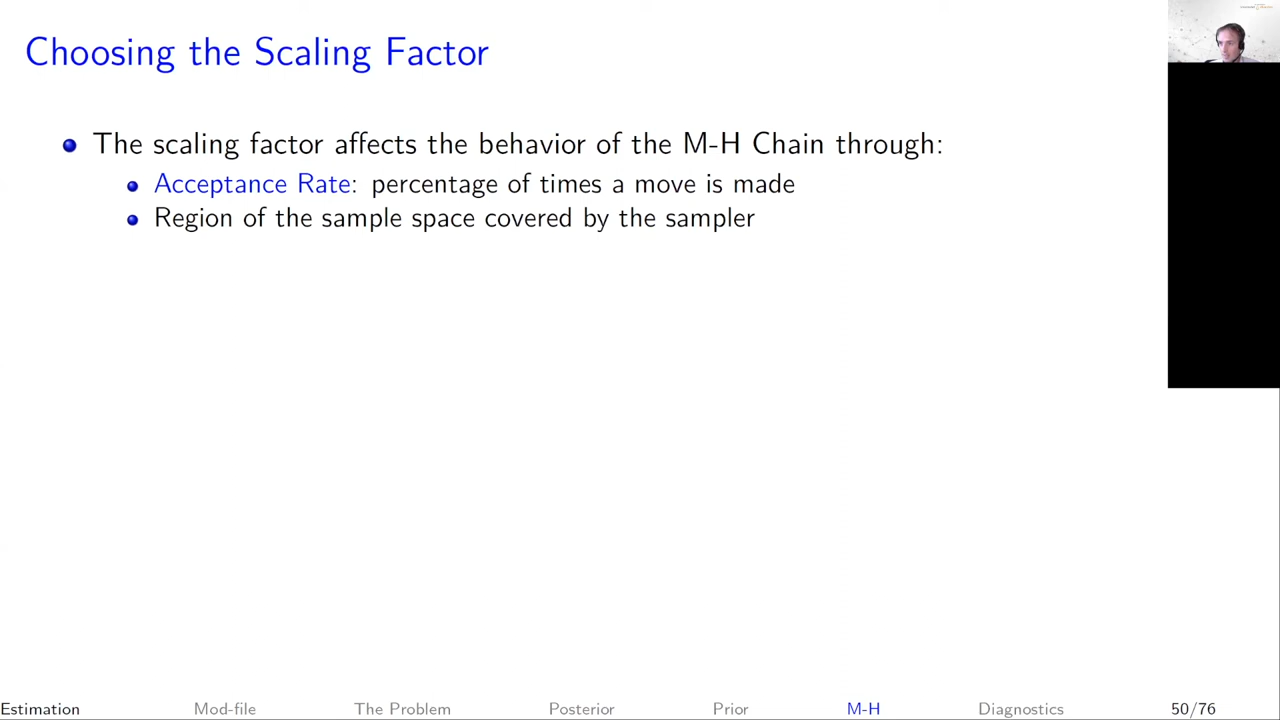 Choosing the Scaling Factor
The scaling factor affects the behavior of the M-H Chain through:
Acceptance Rate: percentage of times a move is made
Region of the sample space covered by the sampler
Estimation Mod-file The Problem Posterior Prior M-H Diagnostics 50/76